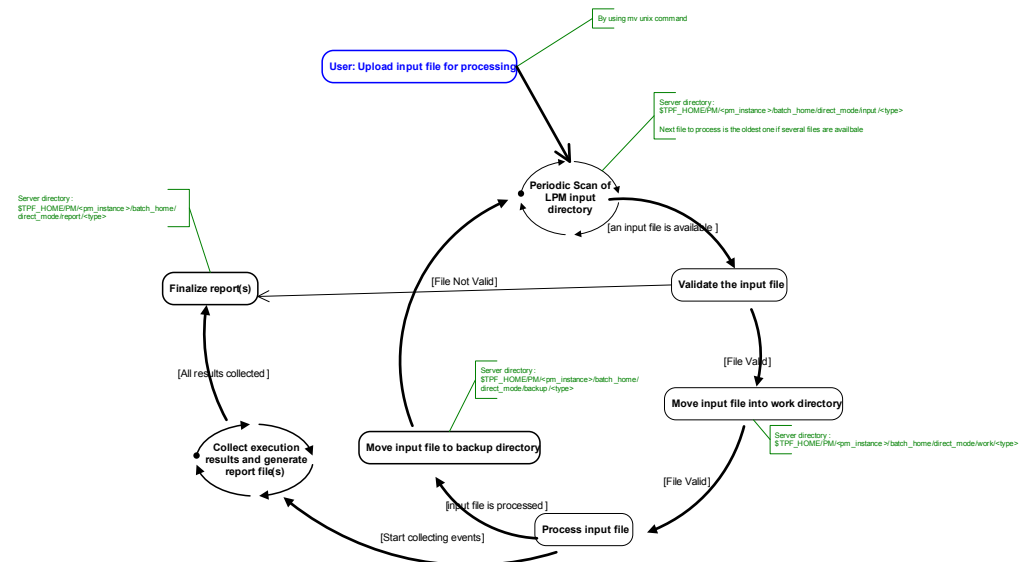 By using mv unix command
User: Upload input file for processing
Server directory :
$TPF_HOME/PM/<pm_instance >/batch_home/direct_mode/input /<type>
Next file to process is the oldest one if several files are availbale
Periodic Scan of
LPM input
directory
Server directory :
$TPF_HOME/PM/<pm_instance >/batch_home/
direct_mode/report /<type>
[an input file is available ]
[File Not Valid]
Finalize report(s)
Validate the input file
[File Valid]
[All results collected ]
Server directory :
$TPF_HOME/PM/<pm_instance>/batch_home/
direct_mode/backup /<type>
Move input file into work directory
Server directory :
$TPF_HOME/PM/<pm_instance >/batch_home/direct_mode/work/<type>
Collect execution
results and generate
report file(s)
Move input file to backup directory
[File Valid]
[input file is processed ]
Process input file
[Start collecting events]